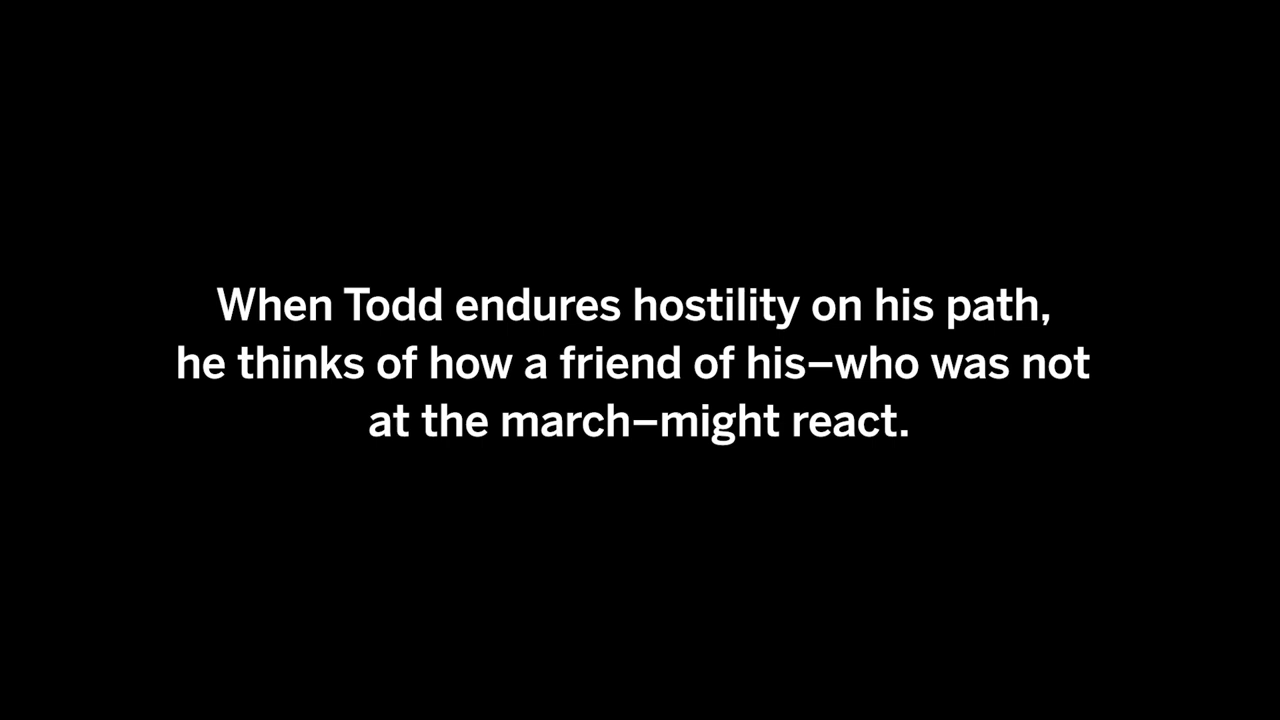 When Todd endures hostility on his path,
he thinks of how a friend of his–who was not
at the march–might react.